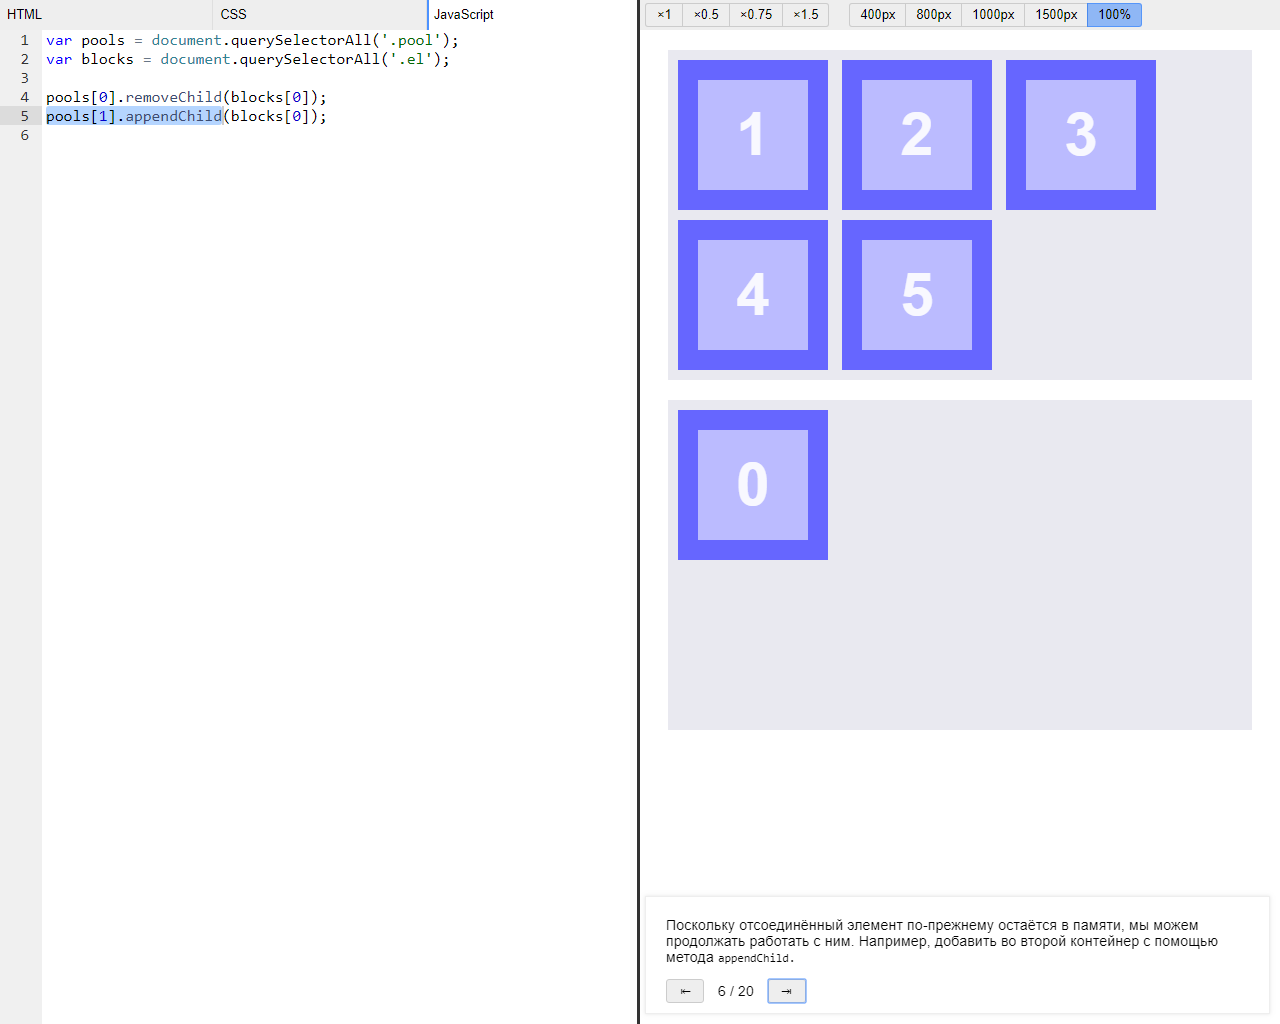 HTML CSS JavaScript
×1 ×0.5 ×0.75 ×1.5 400px 800px 1000px 1500px 100%
1 var pools = document.querySelectorAll('.pool');
2 var blocks = document.querySelectorAll('.el');
3
4 pools[0].removeChild(blocks[0]);
5 pools[1].appendChild(blocks[0]);
6
1 2 3
4 5
0
Поскольку отсоединённый элемент по-прежнему остаётся в памяти, мы можем
продолжать работать с ним. Например, добавить во второй контейнер с помощью
метода appendChild.
⇤ 6 / 20 ⇥